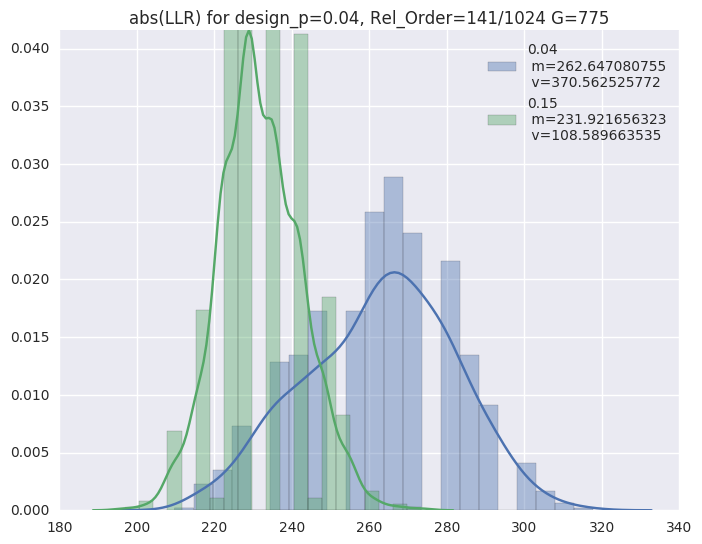 abs(LLR) for design_p=0.04, Rel_Order=141/1024 G=775
0.04
m=262.647080755
v=370.562525772
0.15
m=231.921656323
v=108.589663535
0.040
0.035
0.030
0.025
0.020
0.015
0.010
0.005
0.000
180 200 220 240 260 280 300 320 340